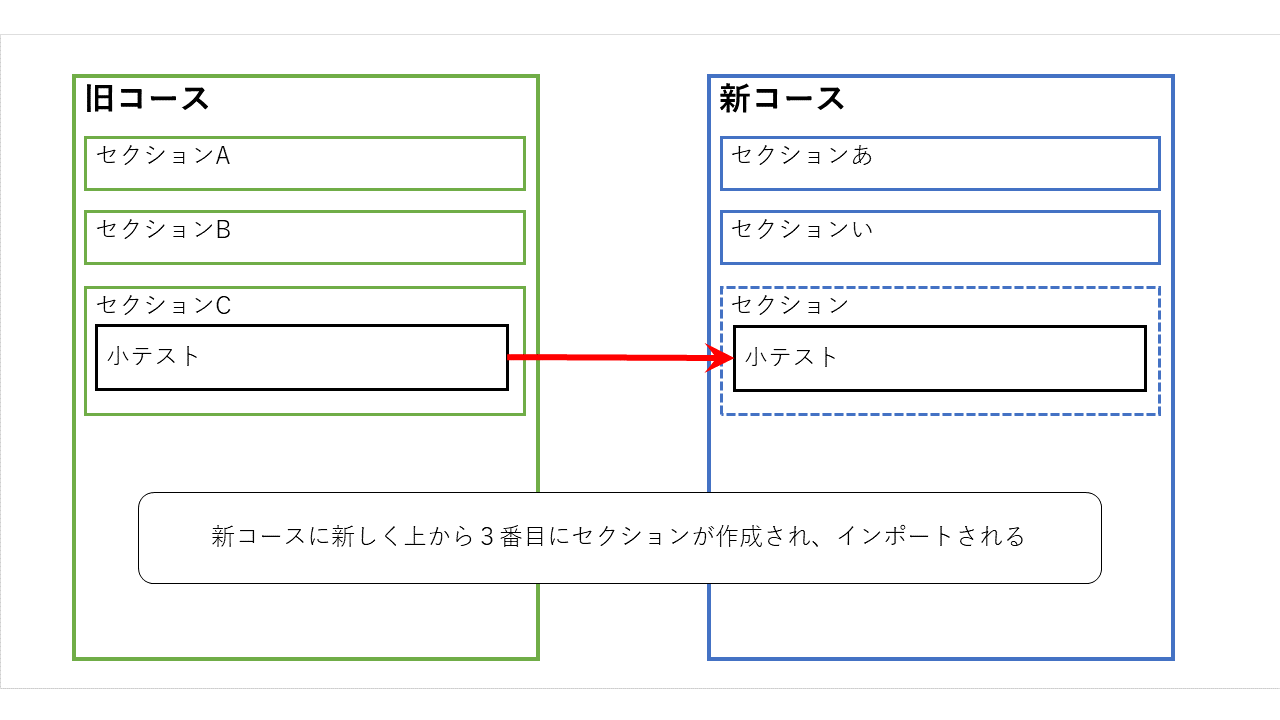 旧コース
セクションA
セクションB
セクションC
小テスト
新コース
セクションあ
セクションい
セクション
小テスト
新コースに新しく上から３番目にセクションが作成され、インポートされる